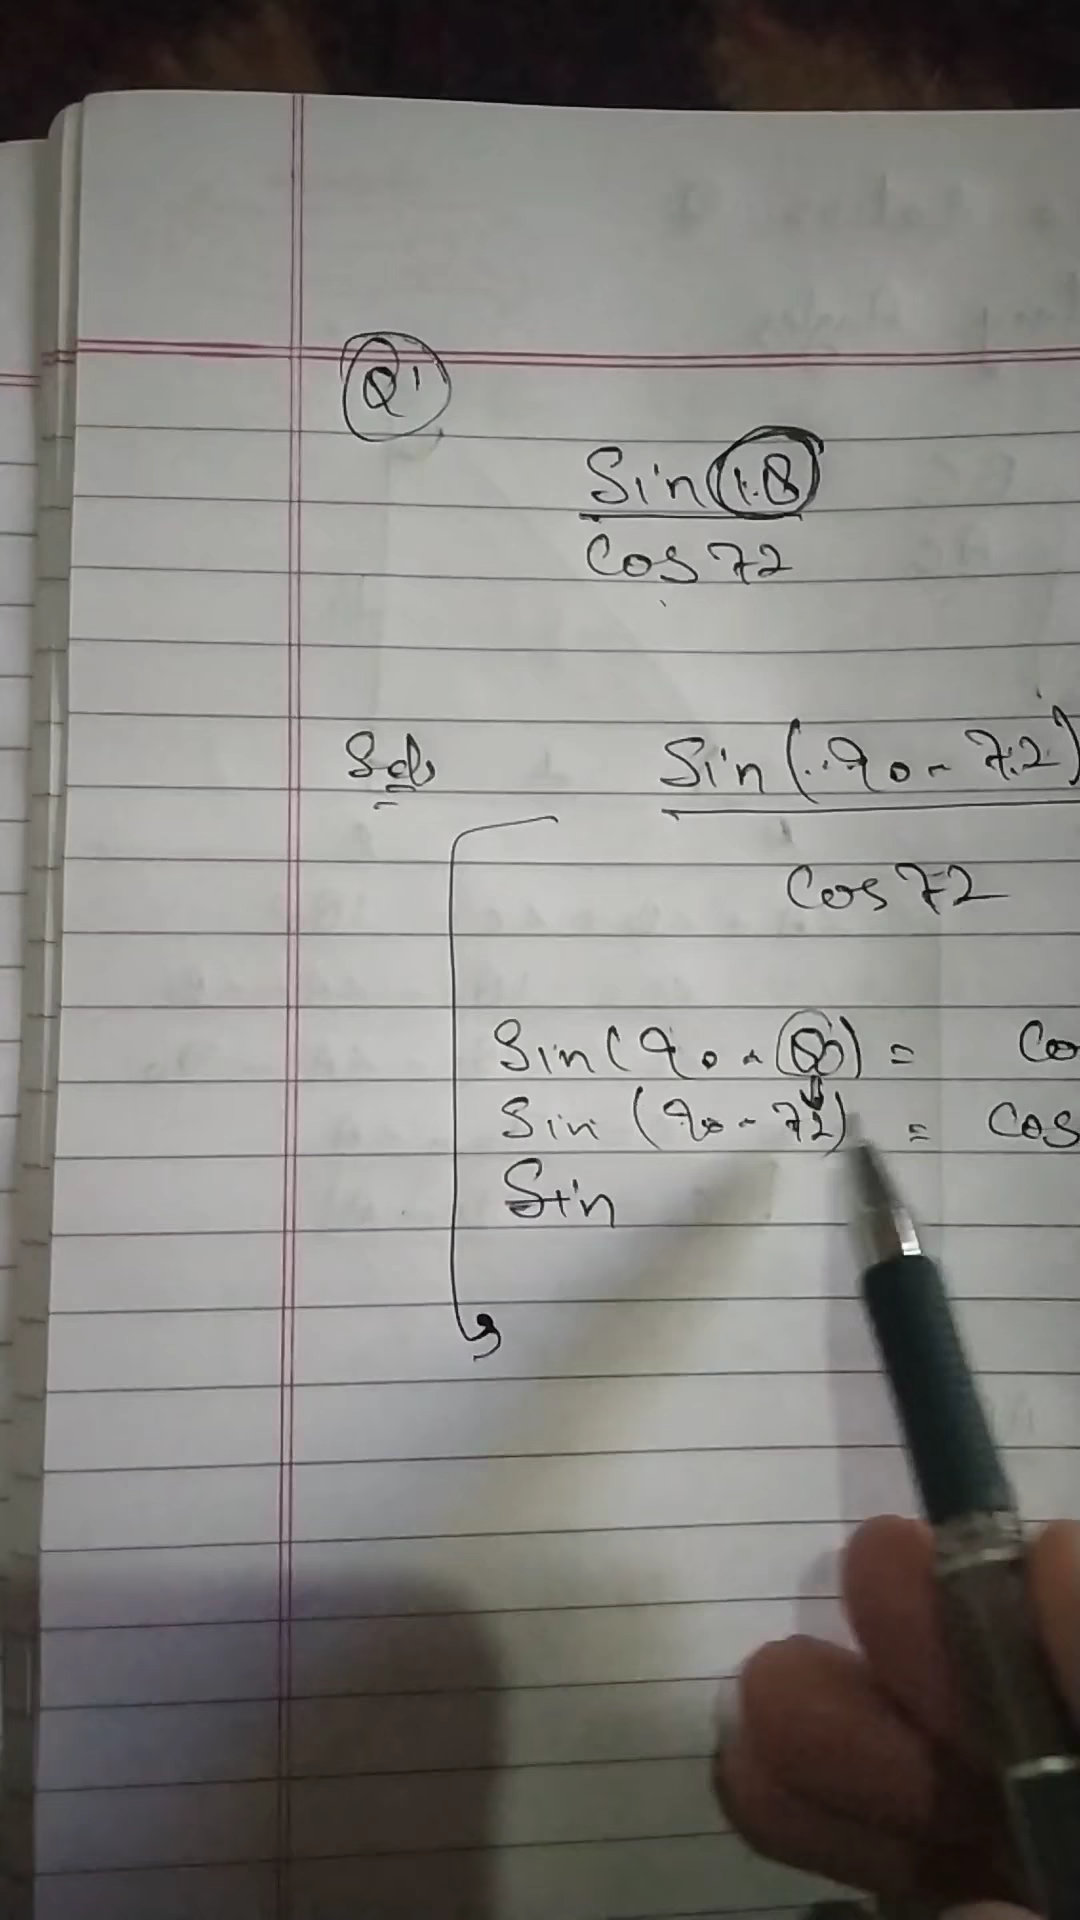 Q1
Sin 18
Cos 72
Sol
Sin (90 - 72)
Cos 72
Sin (90 - θ) = Co
Sin (90 - 72) = Cos
Sin